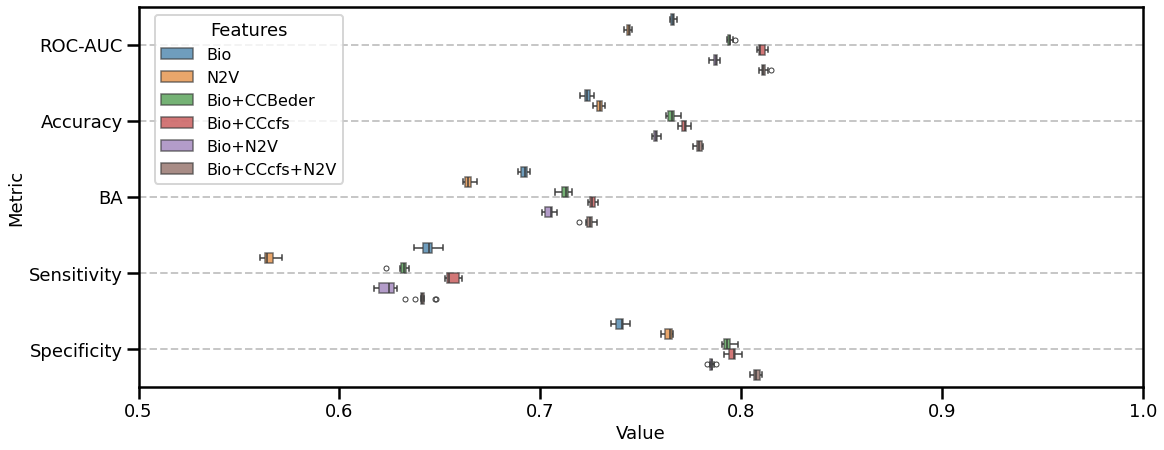 Features
Bio
N2V
Bio+CCBeder
Bio+CCcfs
Bio+N2V
Bio+CCcfs+N2V
Metric
ROC-AUC
Accuracy
BA
Sensitivity
Specificity
0.5 0.6 0.7 0.8 0.9 1.0
Value